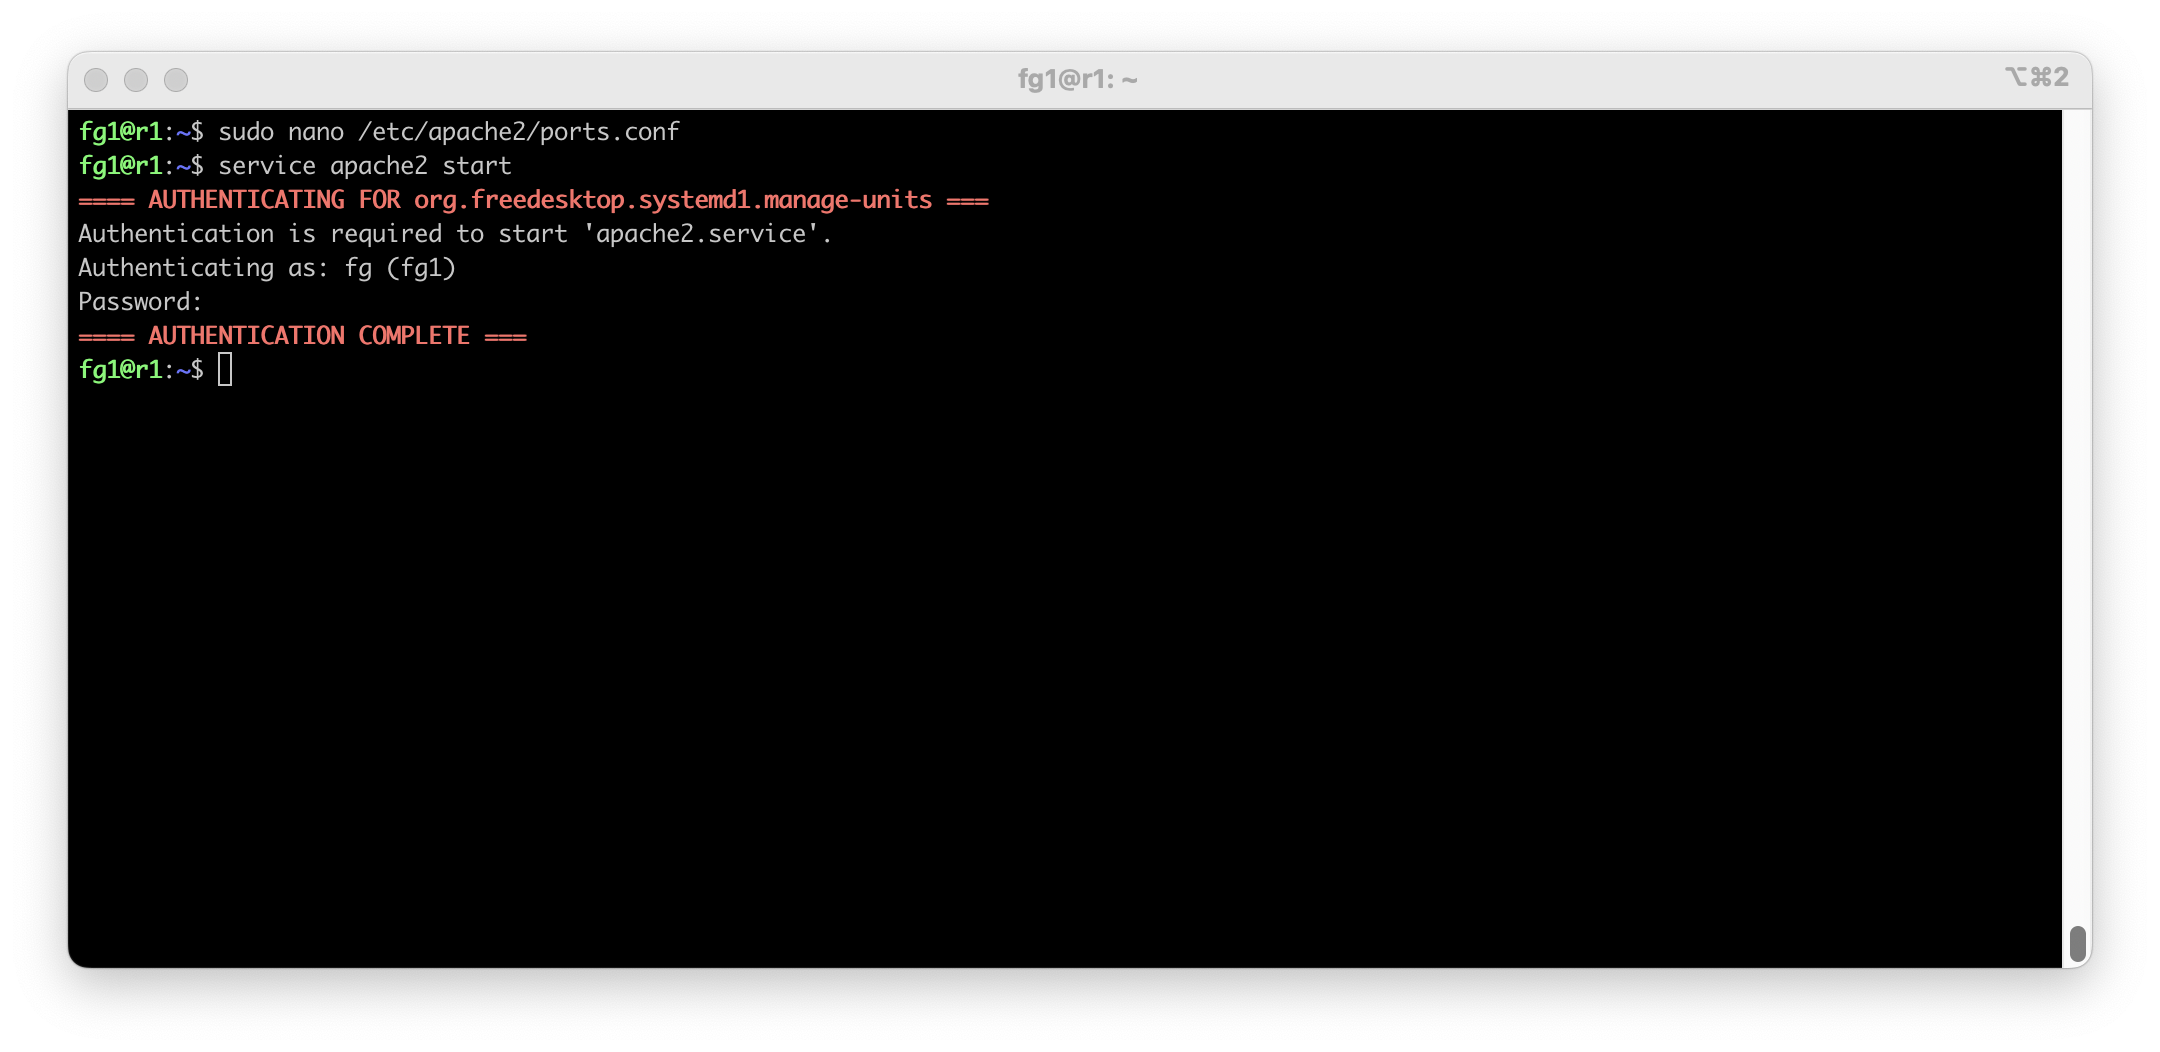 fg1@r1: ~
⌥⌘2
fg1@r1:~$ sudo nano /etc/apache2/ports.conf
fg1@r1:~$ service apache2 start
==== AUTHENTICATING FOR org.freedesktop.systemd1.manage-units ===
Authentication is required to start 'apache2.service'.
Authenticating as: fg (fg1)
Password:
==== AUTHENTICATION COMPLETE ===
fg1@r1:~$